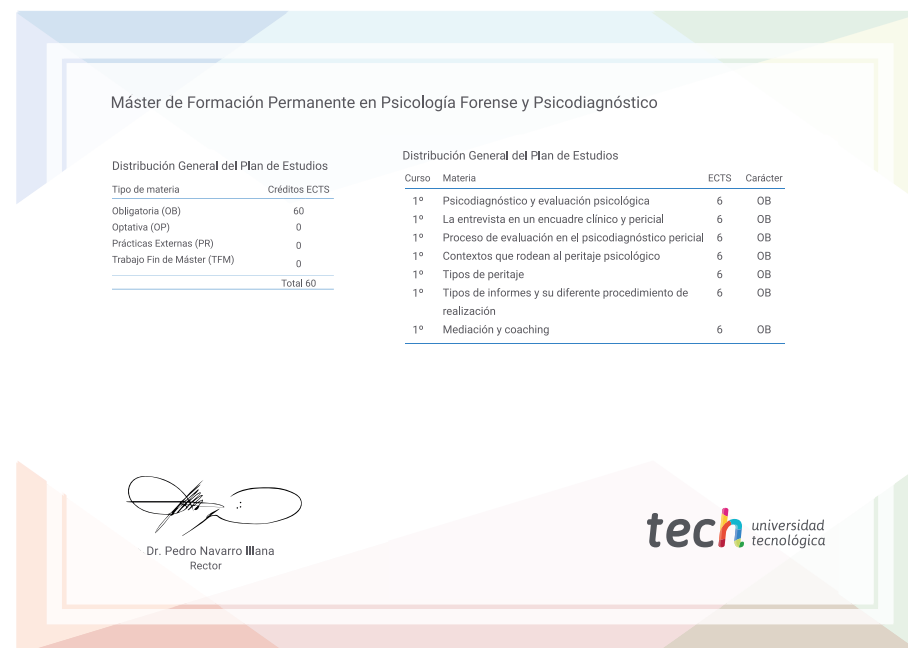 Máster de Formación Permanente en Psicología Forense y Psicodiagnóstico
Distribución General del Plan de Estudios
Tipo de materia Créditos ECTS
Obligatoria (OB) 60
Optativa (OP) 0
Prácticas Externas (PR) 0
Trabajo Fin de Máster (TFM) 0
Total 60
Distribución General del Plan de Estudios
Curso Materia ECTS Carácter
1º Psicodiagnóstico y evaluación psicológica 6 OB
1º La entrevista en un encuadre clínico y pericial 6 OB
1º Proceso de evaluación en el psicodiagnóstico pericial 6 OB
1º Contextos que rodean al peritaje psicológico 6 OB
1º Tipos de peritaje 6 OB
1º Tipos de informes y su diferente procedimiento de 6 OB
realización
1º Mediación y coaching 6 OB
Dr. Pedro Navarro Illana
Rector
tech universidad
tecnológica